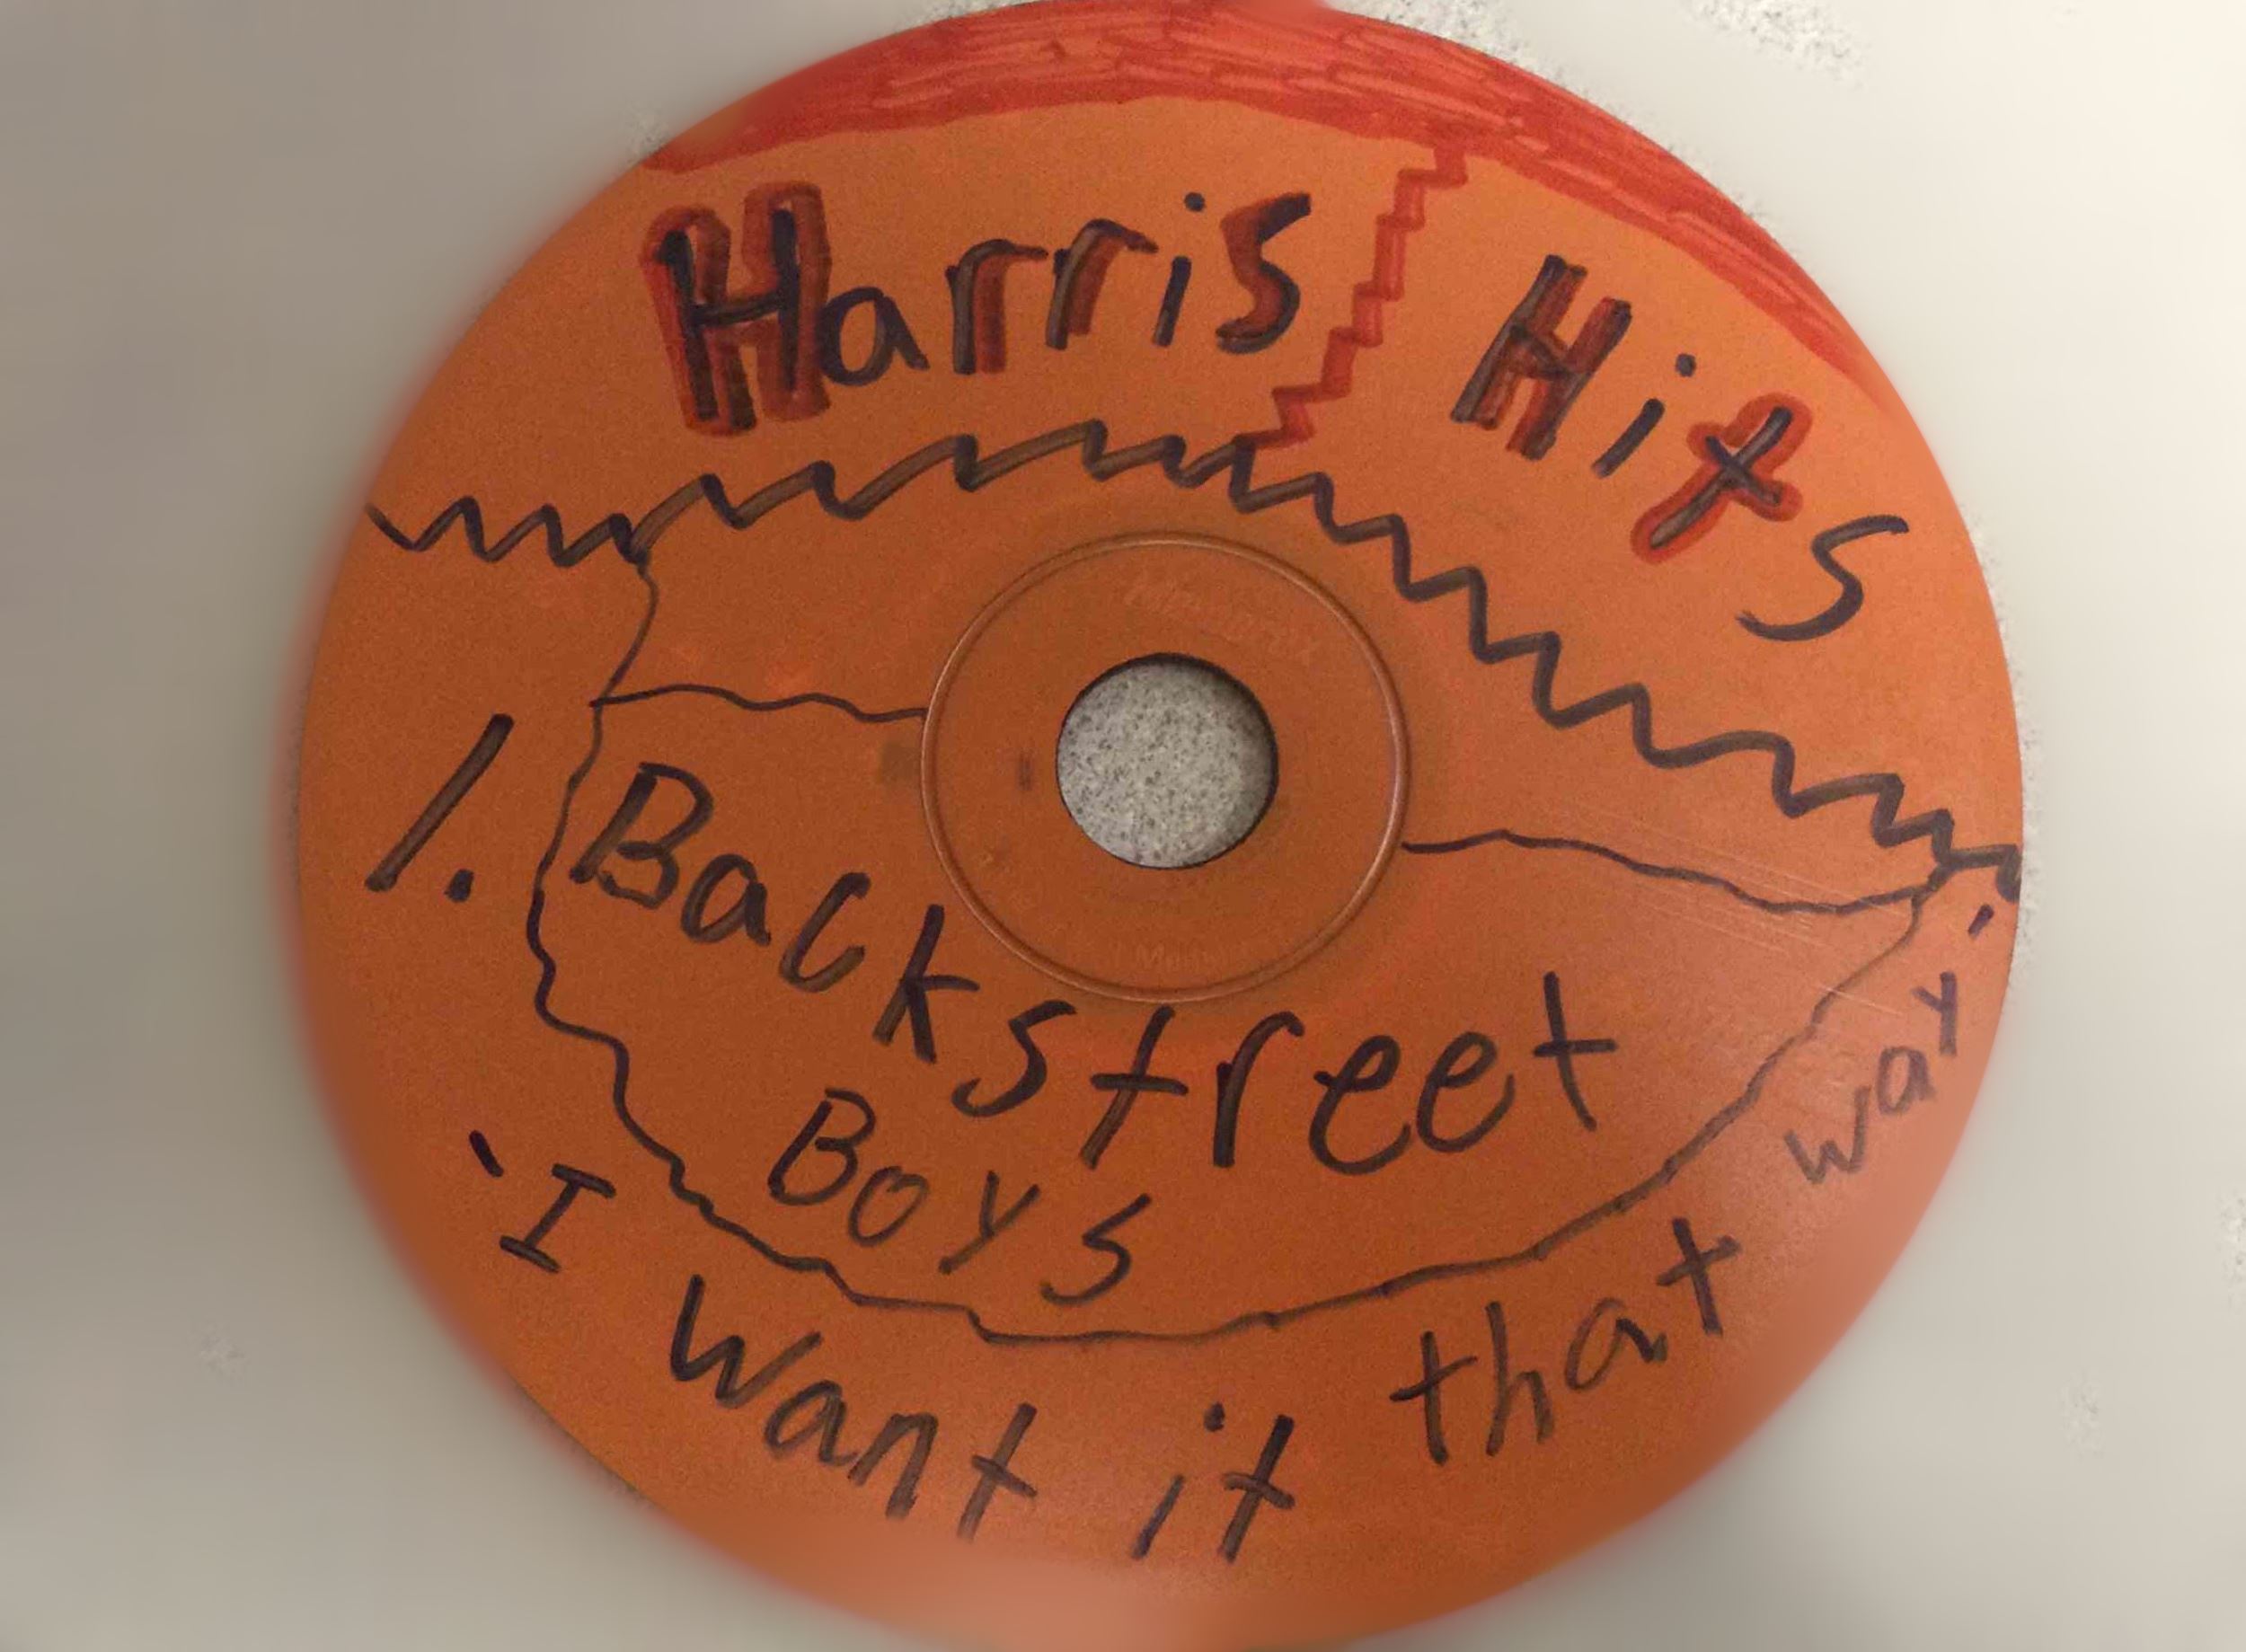 Harris Hits
1. Backstreet
Boys
'I want it that way'